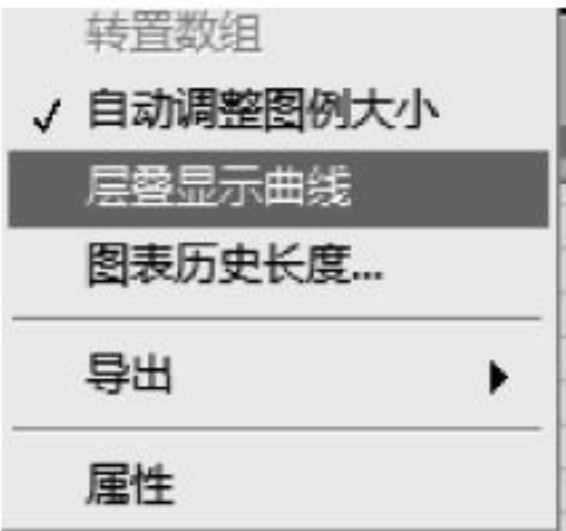 转置数组
✓ 自动调整图例大小
层叠显示曲线
图表历史长度...
导出
属性